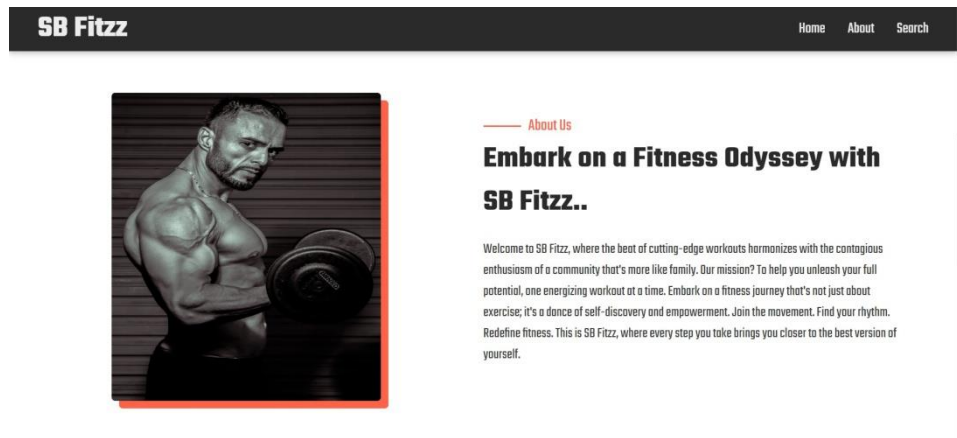 SB Fitzz
Home About Search
About Us
Embark on a Fitness Odyssey with
SB Fitzz..
Welcome to SB Fitzz, where the beat of cutting-edge workouts harmonizes with the contagious
enthusiasm of a community that's more like family. Our mission? To help you unleash your full
potential, one energizing workout at a time. Embark on a fitness journey that's not just about
exercise; it's a dance of self-discovery and empowerment. Join the movement. Find your rhythm.
Redefine fitness. This is SB Fitzz, where every step you take brings you closer to the best version of
yourself.